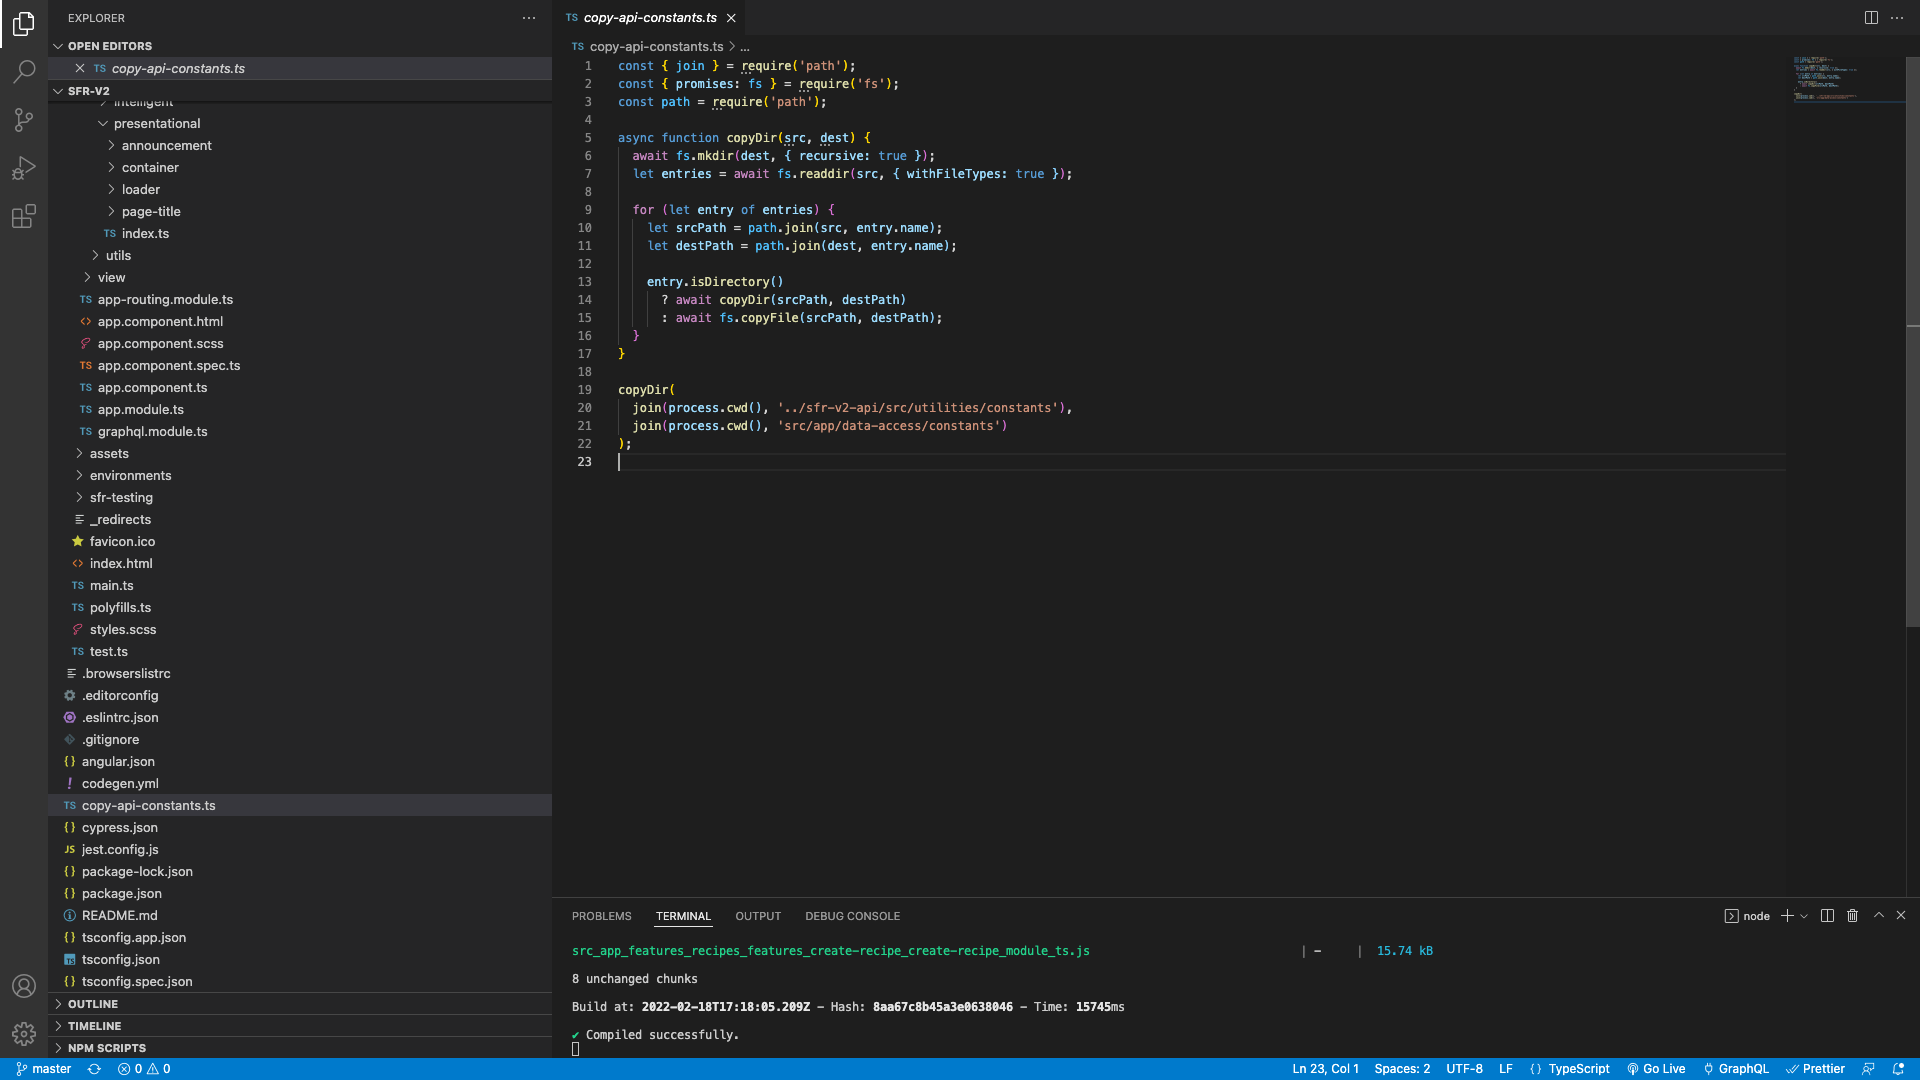 EXPLORER
OPEN EDITORS
TS copy-api-constants.ts
SFR-V2
intelligent
presentational
announcement
container
loader
page-title
TS index.ts
utils
view
TS app-routing.module.ts
<> app.component.html
app.component.scss
TS app.component.spec.ts
TS app.component.ts
TS app.module.ts
TS graphql.module.ts
assets
environments
sfr-testing
_redirects
favicon.ico
<> index.html
TS main.ts
TS polyfills.ts
styles.scss
TS test.ts
.browserslistrc
.editorconfig
.eslintrc.json
.gitignore
{} angular.json
! codegen.yml
TS copy-api-constants.ts
{} cypress.json
JS jest.config.js
{} package-lock.json
{} package.json
README.md
{} tsconfig.app.json
TS tsconfig.json
{} tsconfig.spec.json
OUTLINE
TIMELINE
NPM SCRIPTS
TS copy-api-constants.ts
TS copy-api-constants.ts > ...
1 const { join } = require('path');
2 const { promises: fs } = require('fs');
3 const path = require('path');
4
5 async function copyDir(src, dest) {
6 await fs.mkdir(dest, { recursive: true });
7 let entries = await fs.readdir(src, { withFileTypes: true });
8
9 for (let entry of entries) {
10 let srcPath = path.join(src, entry.name);
11 let destPath = path.join(dest, entry.name);
12
13 entry.isDirectory()
14 ? await copyDir(srcPath, destPath)
15 : await fs.copyFile(srcPath, destPath);
16 }
17 }
18
19 copyDir(
20 join(process.cwd(), '../sfr-v2-api/src/utilities/constants'),
21 join(process.cwd(), 'src/app/data-access/constants')
22 );
23
PROBLEMS TERMINAL OUTPUT DEBUG CONSOLE node
src_app_features_recipes_features_create-recipe_create-recipe_module_ts.js | - | 15.74 kB
8 unchanged chunks
Build at: 2022-02-18T17:18:05.209Z - Hash: 8aa67c8b45a3e0638046 - Time: 15745ms
✔ Compiled successfully.
master 0 0 Ln 23, Col 1 Spaces: 2 UTF-8 LF {} TypeScript Go Live GraphQL Prettier